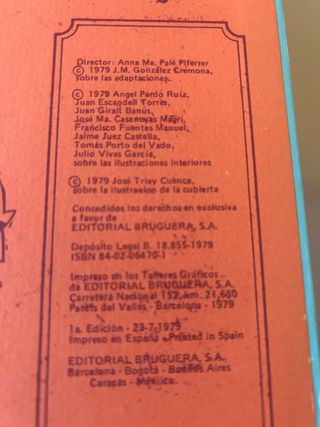 Director: Anna Ma. Palé Piferrer
© 1979 J.M. González Cremona,
sobre las adaptaciones.
© 1979 Angel Pardo Ruiz,
Juan Escandell Torres,
Juan Giralt Banús,
José Ma. Casanovas Magri,
Francisco Fuentes Manuel,
Jaime Juez Castella,
Tomás Porto del Vado,
Julio Vivas García,
sobre las ilustraciones interiores
© 1979 José Triay Cuenca,
sobre la ilustracion de la cubierta
Concedidos los derechos en exclusiva
a favor de
EDITORIAL BRUGUERA, S.A.
Depósito Legal B. 18.855-1979
ISBN 84-02-06470-1
Impreso en los Talleres Gráficos
de EDITORIAL BRUGUERA, S.A.
Carretera Nacional 152, km. 21,650
Parets del Vallés - Barcelona - 1979
1a. Edición - 23-7-1979
Impreso en España - Printed in Spain
EDITORIAL BRUGUERA, S.A.
Barcelona - Bogotá - Buenos Aires
Caracas - México.